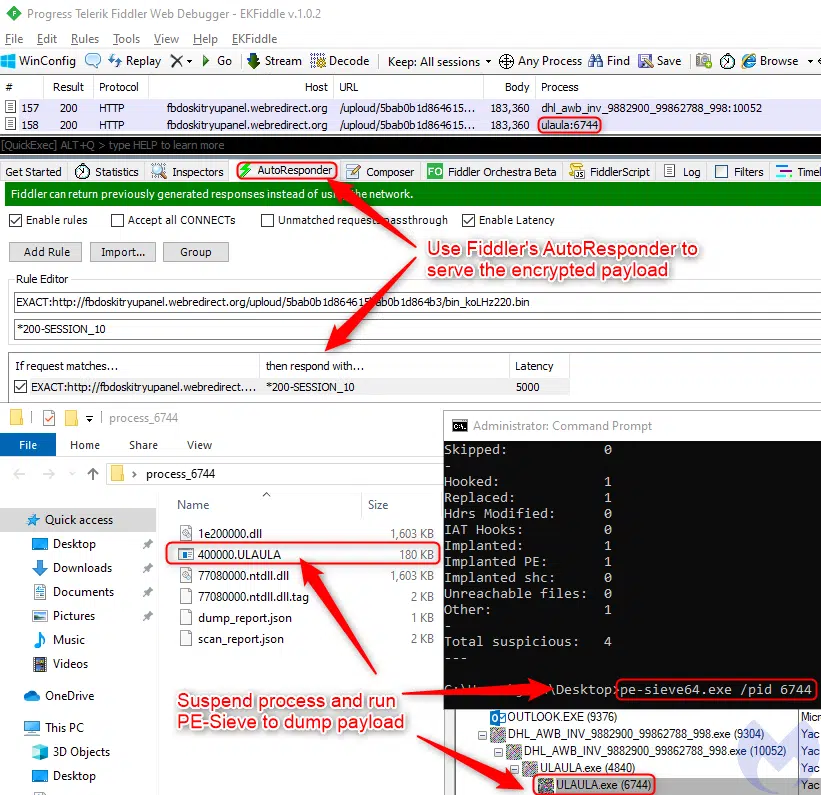 Progress Telerik Fiddler Web Debugger - EKFiddle v.1.0.2
File Edit Rules Tools View Help EKFiddle
WinConfig Replay Go Stream Decode Keep: All sessions Any Process Find Save Browse
# Result Protocol Host URL Body Process
157 200 HTTP fbdoskitryupanel.webredirect.org /uploud/5bab0b1d864615... 183,360 dhl_awb_inv_9882900_99862788_998:10052
158 200 HTTP fbdoskitryupanel.webredirect.org /uploud/5bab0b1d864615... 183,360 ulaula:6744
[QuickExec] ALT+Q > type HELP to learn more
Get Started Statistics Inspectors AutoResponder Composer FO Fiddler Orchestra Beta FiddlerScript Log Filters Timel
Fiddler can return previously generated responses instead of the network.
Enable rules Accept all CONNECTs Unmatched passthrough Enable Latency
Add Rule Import... Group
Use Fiddler's AutoResponder to
serve the encrypted payload
Rule Editor
EXACT:http://fbdoskitryupanel.webredirect.org/uploud/5bab0b1d864615 ab0b1d864b3/bin_koLHz220.bin
*200-SESSION_10
If request matches... then respond with... Latency
EXACT:http://fbdoskitryupanel.webredirect.... *200-SESSION_10 5000
process_6744
File Home Share View
process_6744
Name Size
Quick access
Desktop
Downloads
Documents
Pictures
Music
Videos
OneDrive
This PC
3D Objects
Desktop
1e200000.dll 1,603 KB
400000.ULAULA 180 KB
77080000.ntdll.dll 1,603 KB
77080000.ntdll.dll.tag 2 KB
dump_report.json 1 KB
scan_report.json 2 KB
Suspend process and run
PE-Sieve to dump payload
Administrator: Command Prompt
Skipped: 0
-
Hooked: 1
Replaced: 1
Hdrs Modified: 0
IAT Hooks: 0
Implanted: 1
Implanted PE: 1
Implanted shc: 0
Unreachable files: 0
Other: 1
-
Total suspicious: 4
---
\Desktop>pe-sieve64.exe /pid 6744
OUTLOOK.EXE (9376) Micr
DHL_AWB_INV_9882900_99862788_998.exe (9304) Yac
DHL_AWB_INV_9882900_99862788_998.exe (10052) Yac
ULAULA.exe (4840) Yac
ULAULA.exe (6744) Yac